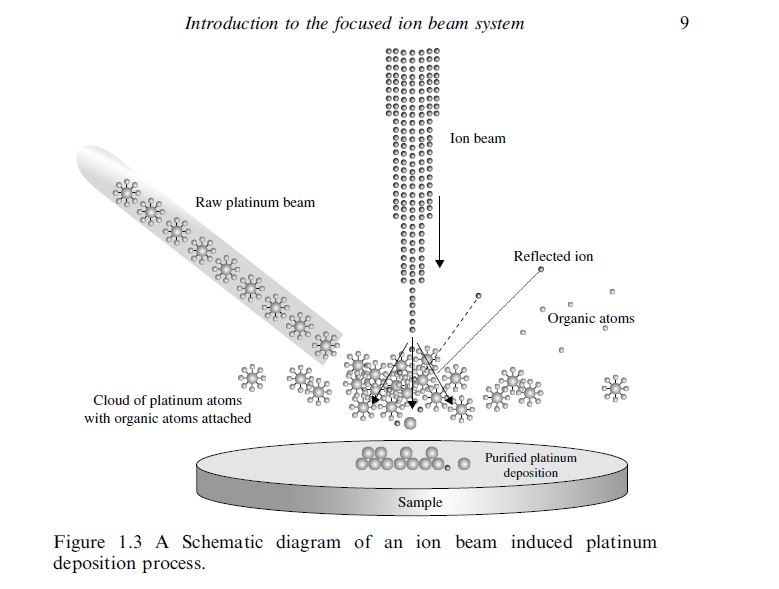 Introduction to the focused ion beam system
9
Ion beam
Raw platinum beam
Reflected ion
Organic atoms
Cloud of platinum atoms
with organic atoms attached
Purified platinum
deposition
Sample
Figure 1.3 A Schematic diagram of an ion beam induced platinum
deposition process.